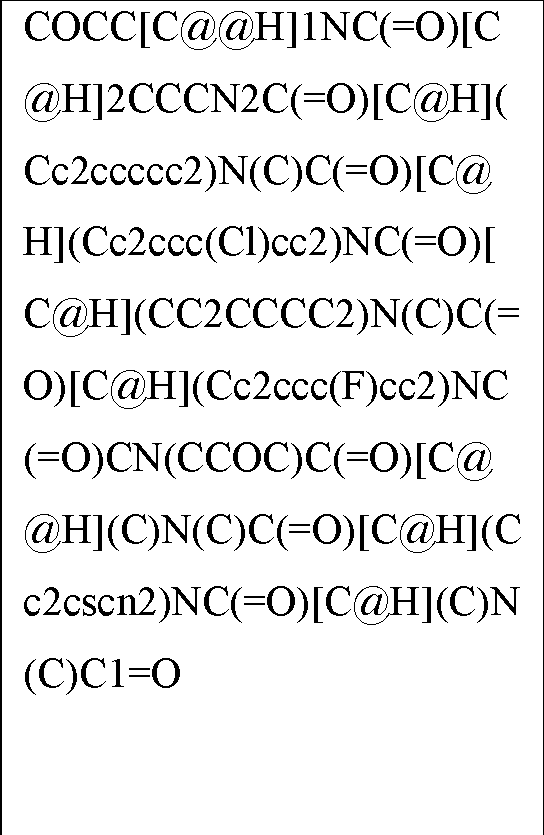 COCC[C@@H]1NC(=O)[C
@H]2CCCN2C(=O)[C@H](
Cc2ccccc2)N(C)C(=O)[C@
H](Cc2ccc(Cl)cc2)NC(=O)[
C@H](CC2CCCC2)N(C)C(=
O)[C@H](Cc2ccc(F)cc2)NC
(=O)CN(CCOC)C(=O)[C@
@H](C)N(C)C(=O)[C@H](C
c2cscn2)NC(=O)[C@H](C)N
(C)C1=O